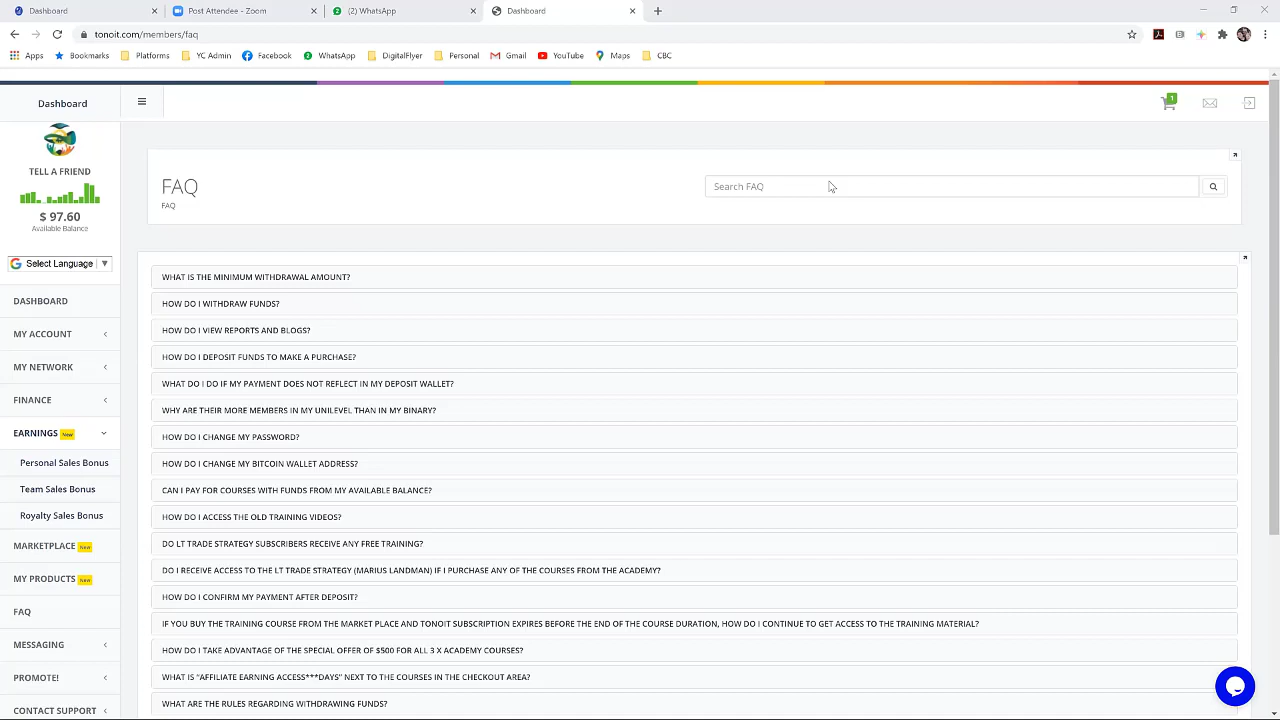 Dashboard
Post Attendee - Zoom
(2) WhatsApp
Dashboard
tonoit.com/members/faq
Apps
Bookmarks
Platforms
YC Admin
Facebook
WhatsApp
DigitalFlyer
Personal
Gmail
YouTube
Maps
CBC
Dashboard
1
TELL A FRIEND
$ 97.60
Available Balance
Select Language
DASHBOARD
MY ACCOUNT
MY NETWORK
FINANCE
EARNINGS New
Personal Sales Bonus
Team Sales Bonus
Royalty Sales Bonus
MARKETPLACE New
MY PRODUCTS New
FAQ
MESSAGING
PROMOTE!
CONTACT SUPPORT
FAQ
FAQ
Search FAQ
WHAT IS THE MINIMUM WITHDRAWAL AMOUNT?
HOW DO I WITHDRAW FUNDS?
HOW DO I VIEW REPORTS AND BLOGS?
HOW DO I DEPOSIT FUNDS TO MAKE A PURCHASE?
WHAT DO I DO IF MY PAYMENT DOES NOT REFLECT IN MY DEPOSIT WALLET?
WHY ARE THEIR MORE MEMBERS IN MY UNILEVEL THAN IN MY BINARY?
HOW DO I CHANGE MY PASSWORD?
HOW DO I CHANGE MY BITCOIN WALLET ADDRESS?
CAN I PAY FOR COURSES WITH FUNDS FROM MY AVAILABLE BALANCE?
HOW DO I ACCESS THE OLD TRAINING VIDEOS?
DO LT TRADE STRATEGY SUBSCRIBERS RECEIVE ANY FREE TRAINING?
DO I RECEIVE ACCESS TO THE LT TRADE STRATEGY (MARIUS LANDMAN) IF I PURCHASE ANY OF THE COURSES FROM THE ACADEMY?
HOW DO I CONFIRM MY PAYMENT AFTER DEPOSIT?
IF YOU BUY THE TRAINING COURSE FROM THE MARKET PLACE AND TONOIT SUBSCRIPTION EXPIRES BEFORE THE END OF THE COURSE DURATION, HOW DO I CONTINUE TO GET ACCESS TO THE TRAINING MATERIAL?
HOW DO I TAKE ADVANTAGE OF THE SPECIAL OFFER OF $500 FOR ALL 3 X ACADEMY COURSES?
WHAT IS "AFFILIATE EARNING ACCESS***DAYS" NEXT TO THE COURSES IN THE CHECKOUT AREA?
WHAT ARE THE RULES REGARDING WITHDRAWING FUNDS?